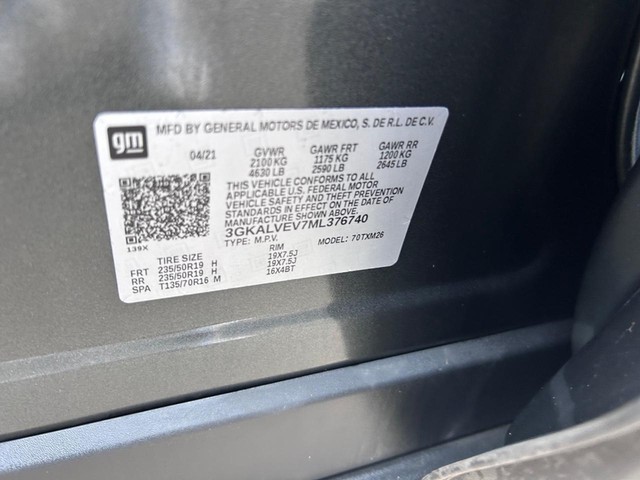 gm
MFD BY GENERAL MOTORS DE MEXICO, S. DE R.L. DE C.V.
04/21 GVWR GAWR FRT GAWR RR
2100 KG 1175 KG 1200 KG
4630 LB 2590 LB 2645 LB
THIS VEHICLE CONFORMS TO ALL
APPLICABLE U.S. FEDERAL MOTOR
VEHICLE SAFETY AND THEFT PREVENTION
STANDARDS IN EFFECT ON THE DATE OF
MANUFACTURE SHOWN ABOVE.
3GKALVEV7ML376740
TYPE: M.P.V. MODEL: 70TXM26
139X
TIRE SIZE RIM
FRT 235/50R19 H 19X7.5J
RR 235/50R19 H 19X7.5J
SPA T135/70R16 M 16X4BT